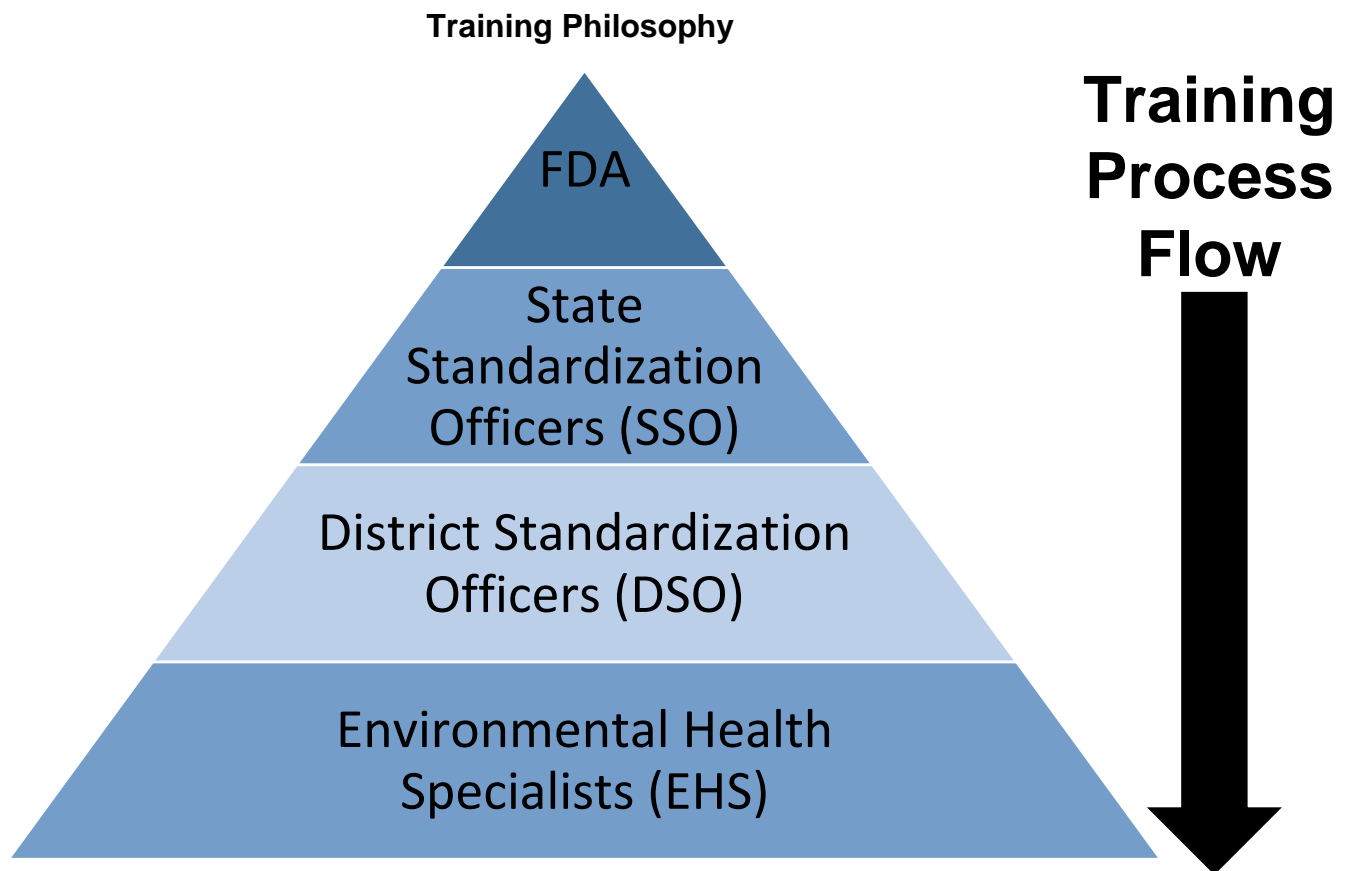 Training Philosophy
FDA
State
Standardization
Officers (SSO)
District Standardization
Officers (DSO)
Environmental Health
Specialists (EHS)
Training
Process
Flow